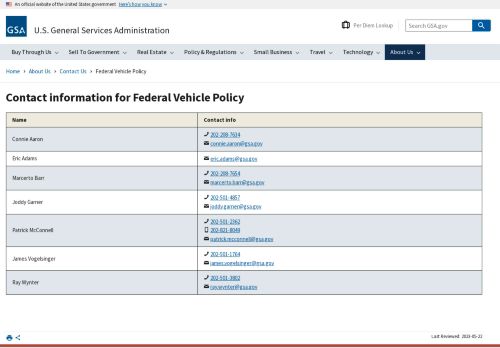 An official website of the United States government Here's how you know
GSA
U.S. General Services Administration
Per Diem Lookup
Search GSA.gov
Buy Through Us Sell To Government Real Estate Policy & Regulations Small Business Travel Technology About Us
Home › About Us › Contact Us › Federal Vehicle Policy
Contact information for Federal Vehicle Policy
Name Contact info
Connie Aaron
202-208-7634
connie.aaron@gsa.gov
Eric Adams
eric.adams@gsa.gov
Marcerto Barr
202-208-7654
marcerto.barr@gsa.gov
Joddy Garner
202-501-4857
joddy.garner@gsa.gov
Patrick McConnell
202-501-2362
202-821-8049
patrick.mcconnell@gsa.gov
James Vogelsinger
202-501-1764
james.vogelsinger@gsa.gov
Ray Wynter
202-501-3802
ray.wynter@gsa.gov
Last Reviewed: 2023-05-22